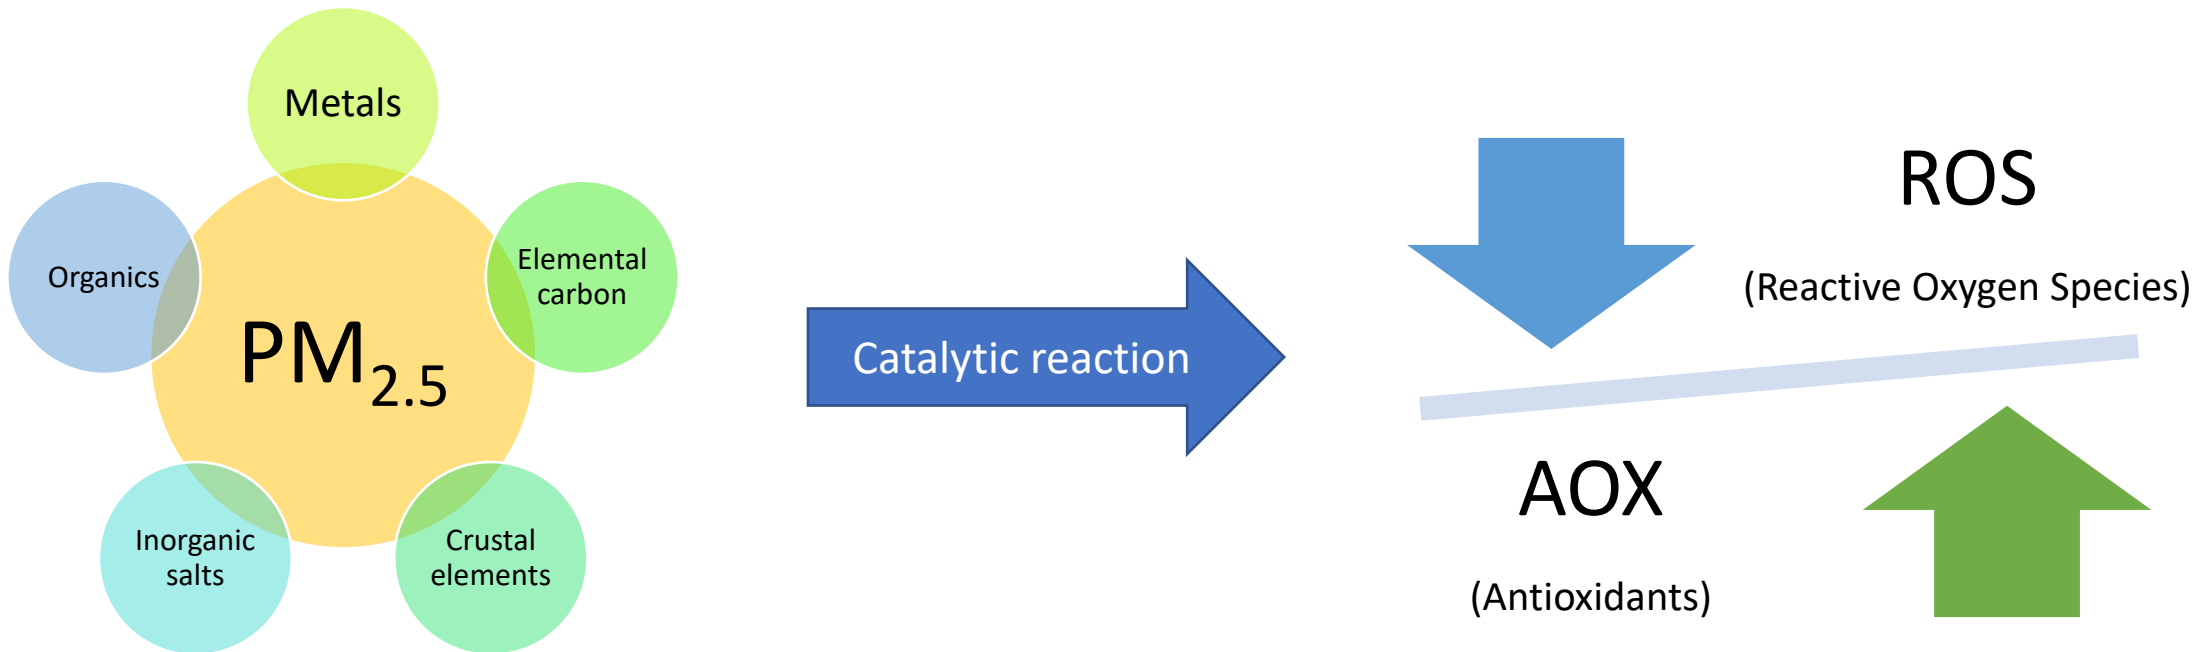 Metals
Organics
Elemental
carbon
PM₂.₅
Inorganic
salts
Crustal
elements
Catalytic reaction
ROS
(Reactive Oxygen Species)
AOX
(Antioxidants)